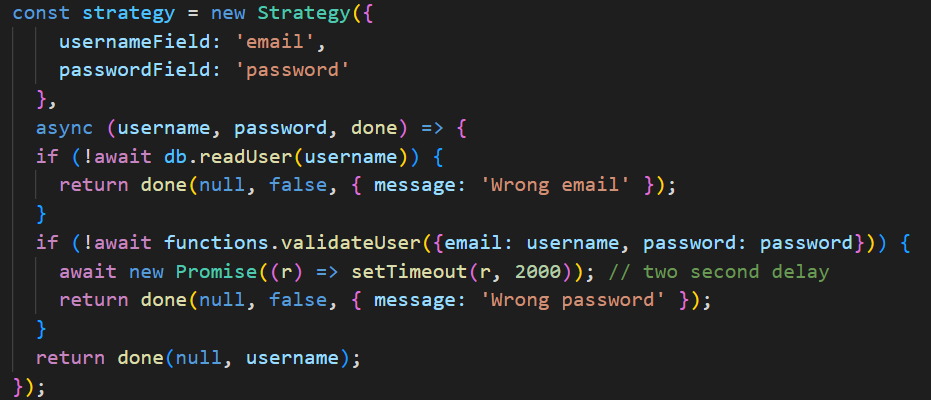 const strategy = new Strategy({
    usernameField: 'email',
    passwordField: 'password'
  },
  async (username, password, done) => {
  if (!await db.readUser(username)) {
    return done(null, false, { message: 'Wrong email' });
  }
  if (!await functions.validateUser({email: username, password: password})) {
    await new Promise((r) => setTimeout(r, 2000)); // two second delay
    return done(null, false, { message: 'Wrong password' });
  }
  return done(null, username);
});